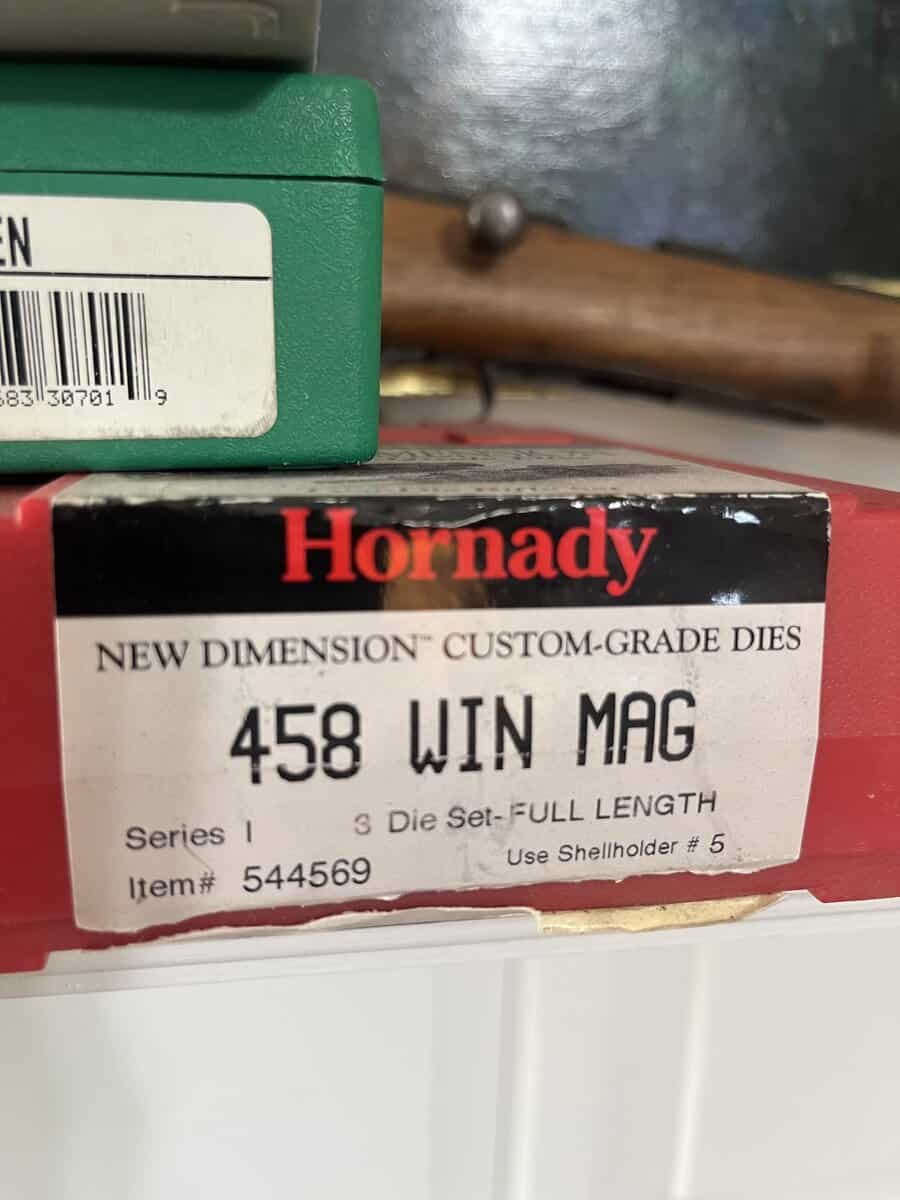 EN
30701 9
Hornady
NEW DIMENSION™ CUSTOM-GRADE DIES
458 WIN MAG
Series I 3 Die Set-FULL LENGTH
Use Shellholder # 5
Item# 544569